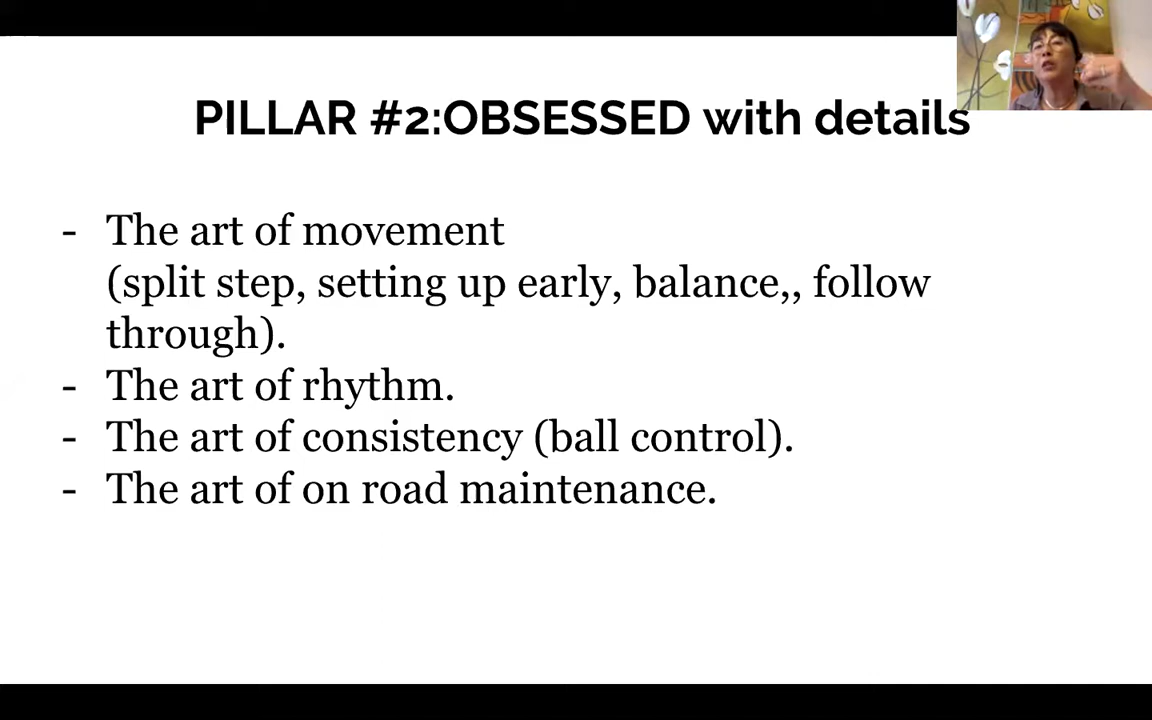 PILLAR #2:OBSESSED with details
- The art of movement
(split step, setting up early, balance,, follow
through).
- The art of rhythm.
- The art of consistency (ball control).
- The art of on road maintenance.